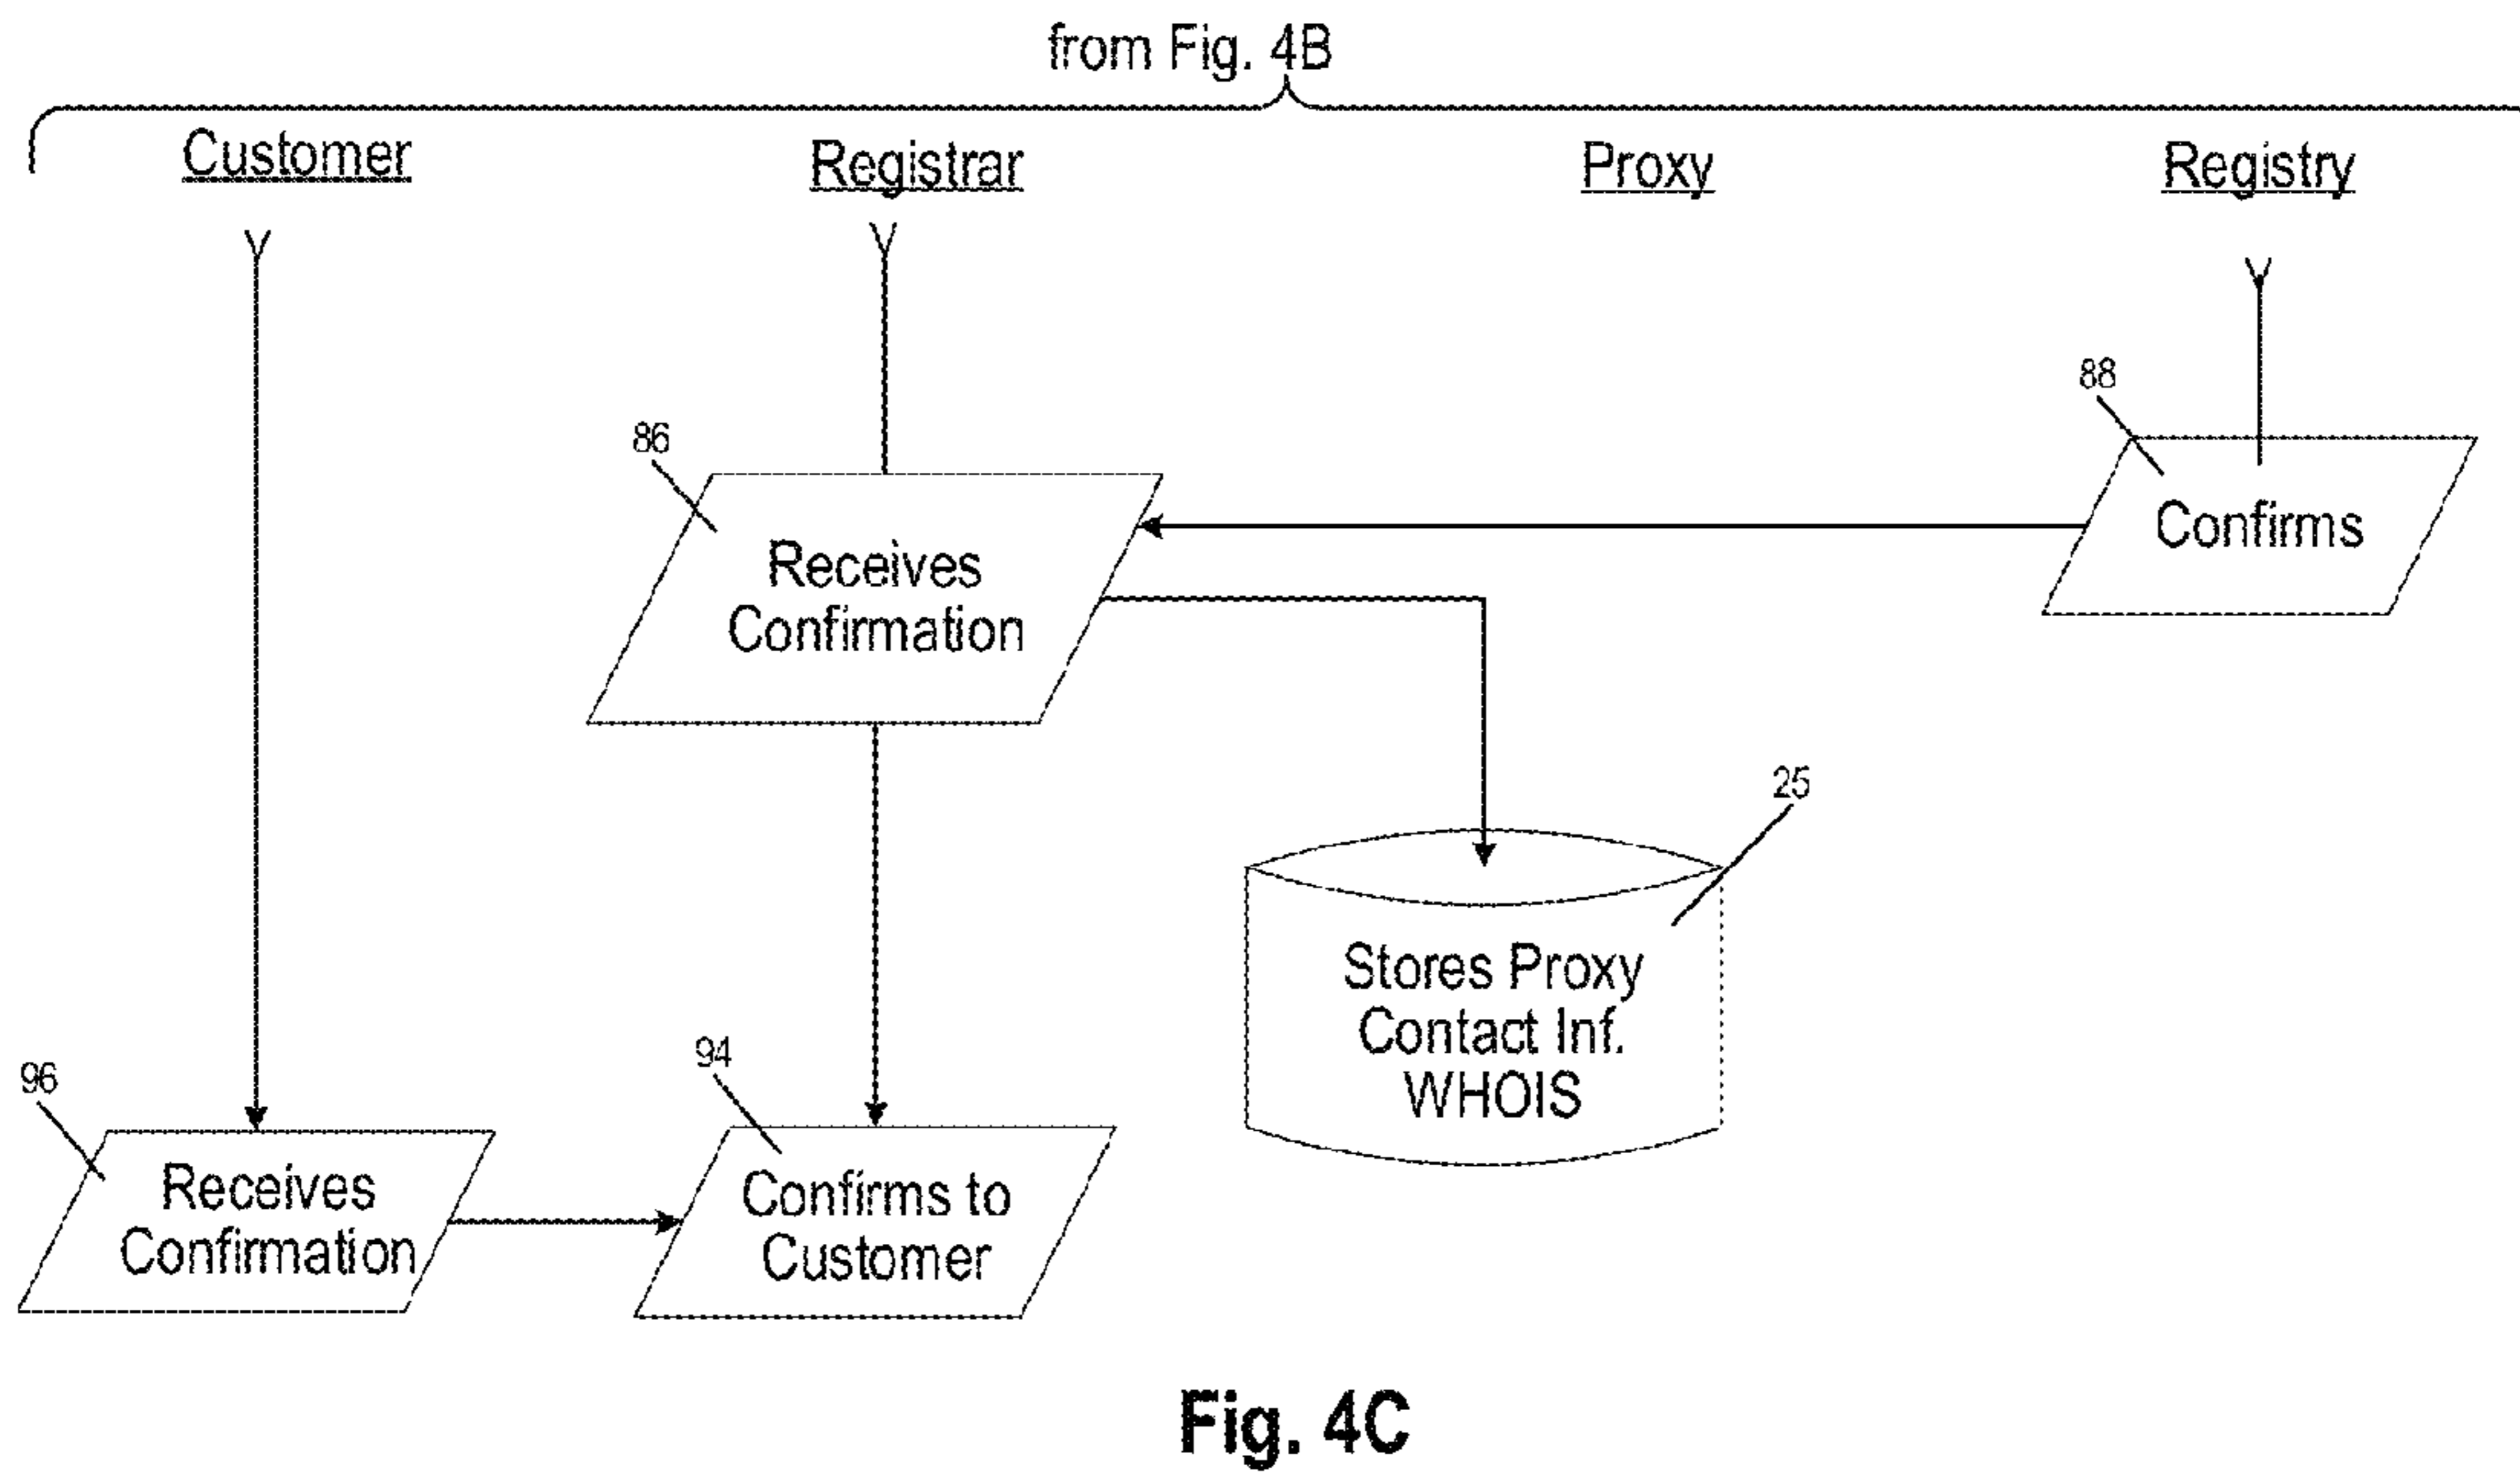 from Fig. 4B
Customer
Registrar
Proxy
Registry
88
86
Confirms
Receives
Confirmation
25
Stores Proxy
Contact Inf.
WHOIS
96
94
Receives
Confirmation
Confirms to
Customer
Fig. 4C